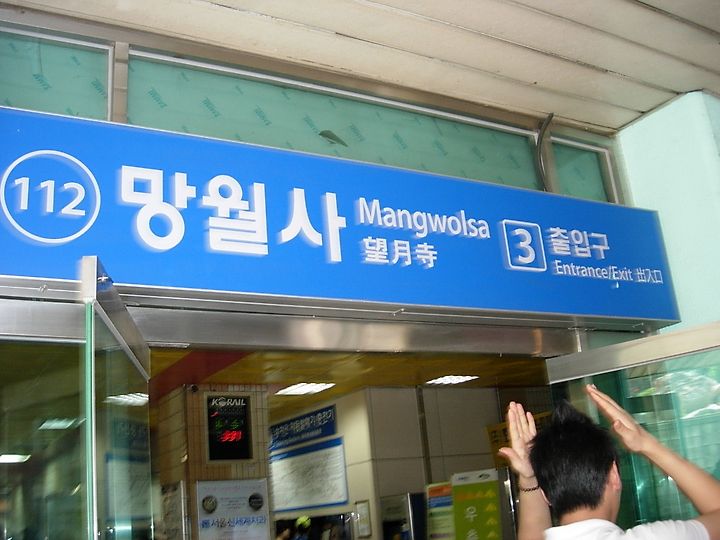 112
망월사
Mangwolsa
望月寺
3
출입구
Entrance/Exit 出入口
KORAIL